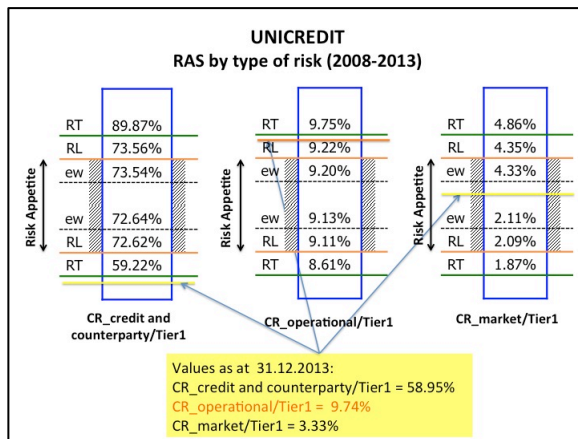 UNICREDIT
RAS by type of risk (2008-2013)
Risk Appetite
RT 89.87%
RL 73.56%
ew 73.54%
ew 72.64%
RL 72.62%
RT 59.22%
CR_credit and
counterparty/Tier1
Risk Appetite
RT 9.75%
RL 9.22%
ew 9.20%
ew 9.13%
RL 9.11%
RT 8.61%
CR_operational/Tier1
Risk Appetite
RT 4.86%
RL 4.35%
ew 4.33%
ew 2.11%
RL 2.09%
RT 1.87%
CR_market/Tier1
Values as at 31.12.2013:
CR_credit and counterparty/Tier1 = 58.95%
CR_operational/Tier1 = 9.74%
CR_market/Tier1 = 3.33%